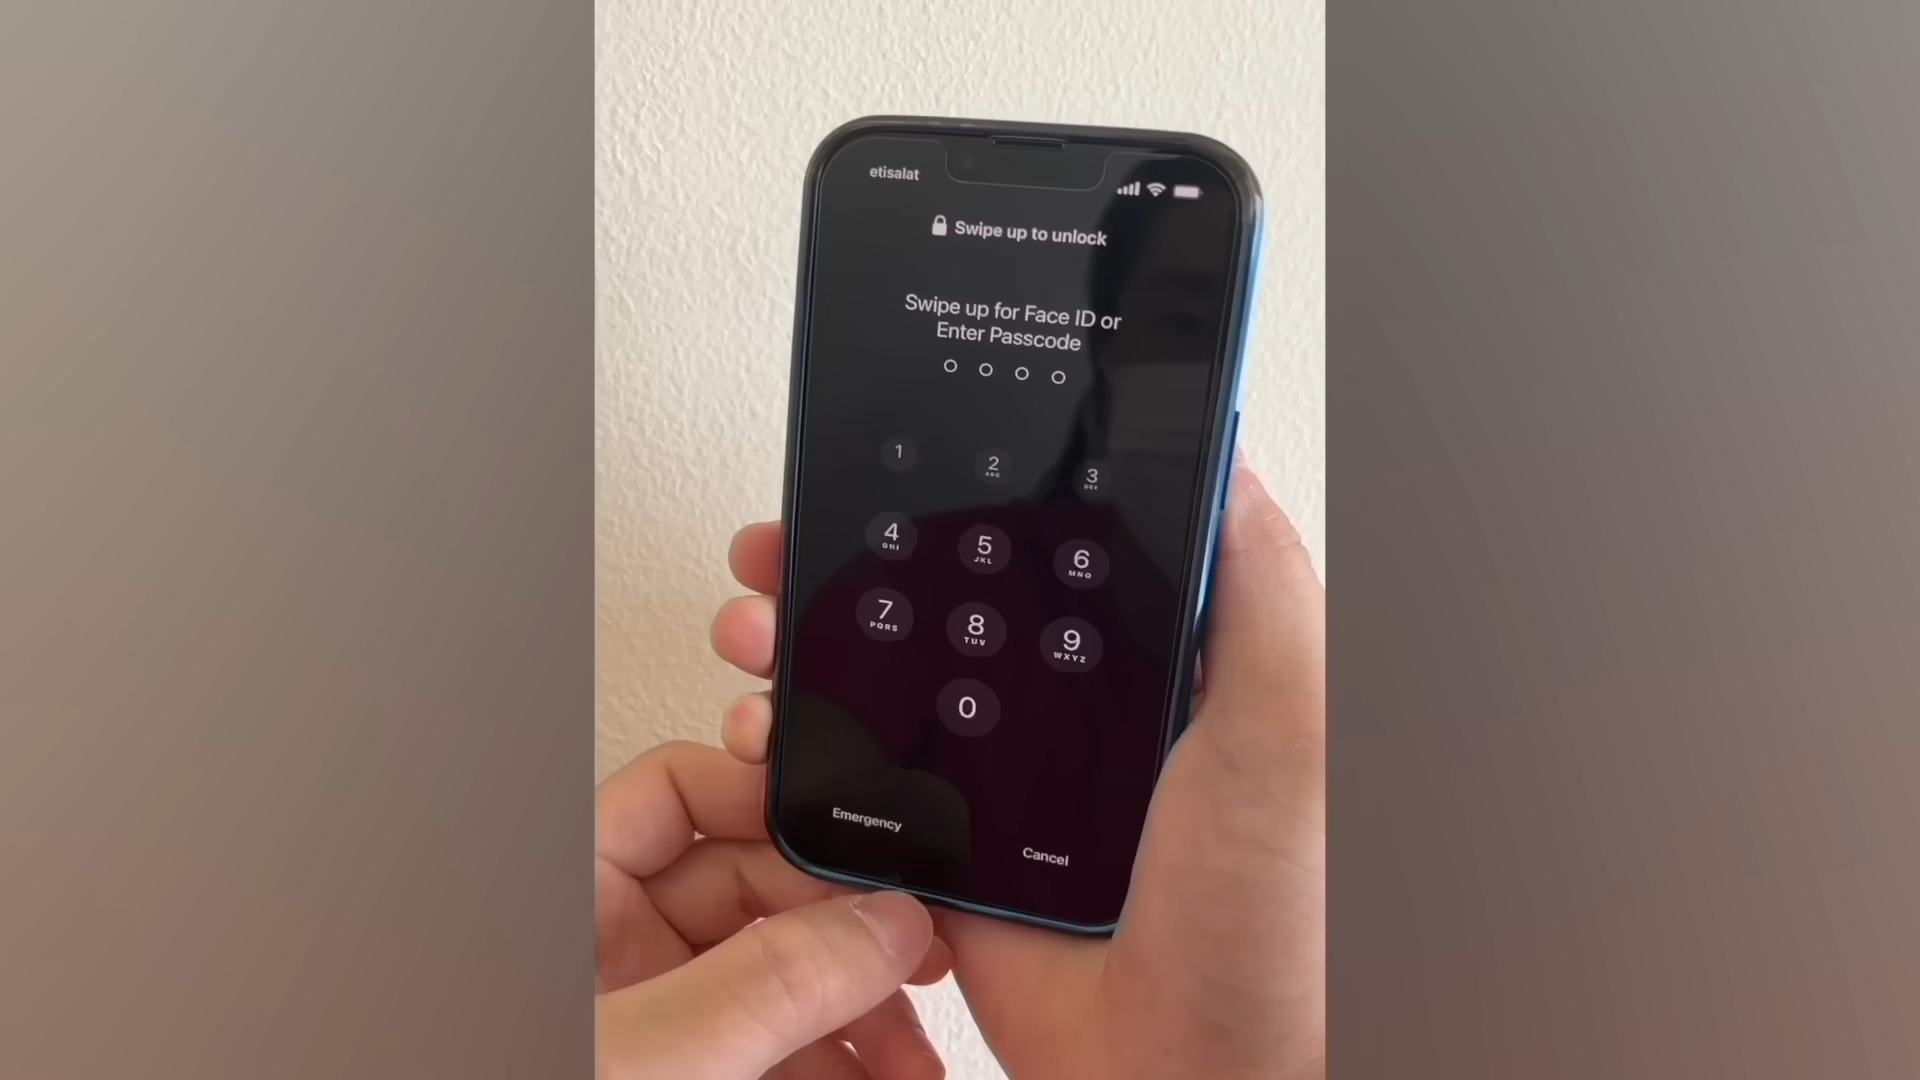 etisalat
Swipe up to unlock
Swipe up for Face ID or
Enter Passcode
1
2
ABC
3
DEF
4
GHI
5
JKL
6
MNO
7
PQRS
8
TUV
9
WXYZ
0
Emergency
Cancel